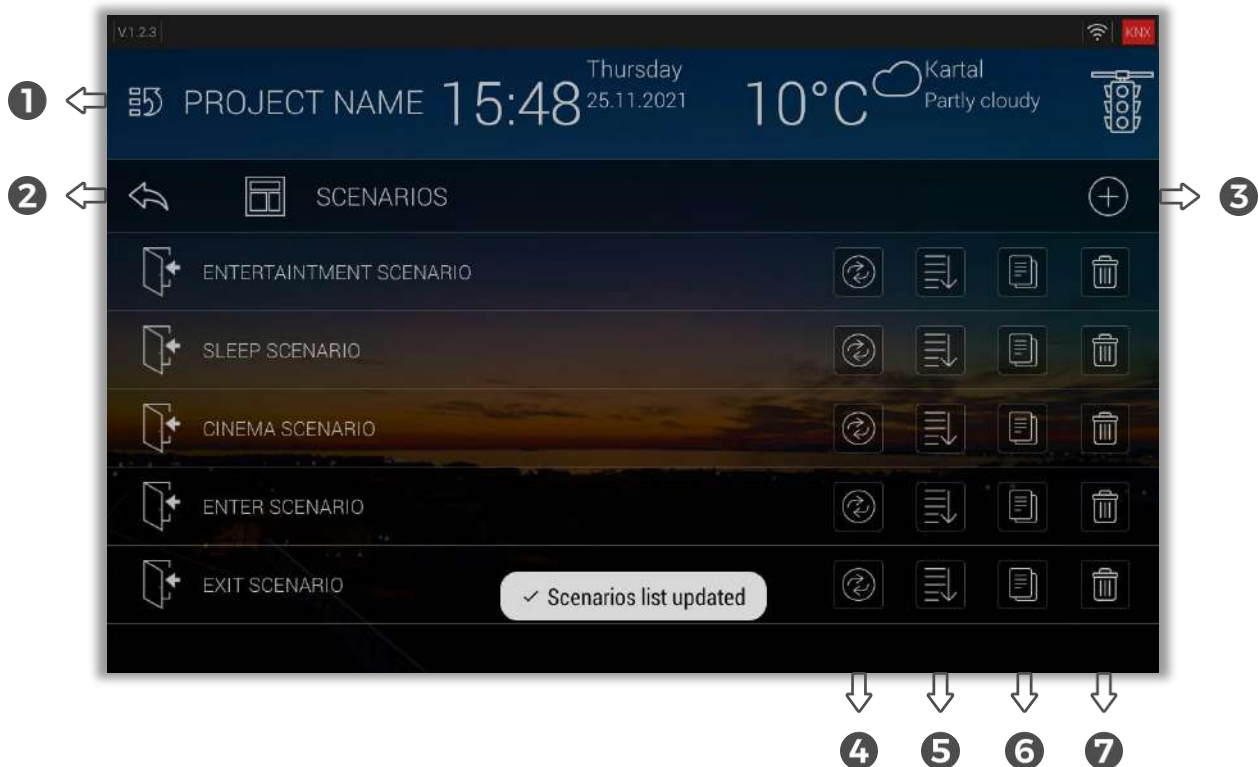 V.1.2.3 KNX
1 PROJECT NAME 15:48 Thursday 25.11.2021 10°C Kartal Partly cloudy
2 SCENARIOS 3
ENTERTAINTMENT SCENARIO
SLEEP SCENARIO
CINEMA SCENARIO
ENTER SCENARIO
EXIT SCENARIO
✓ Scenarios list updated
4 5 6 7